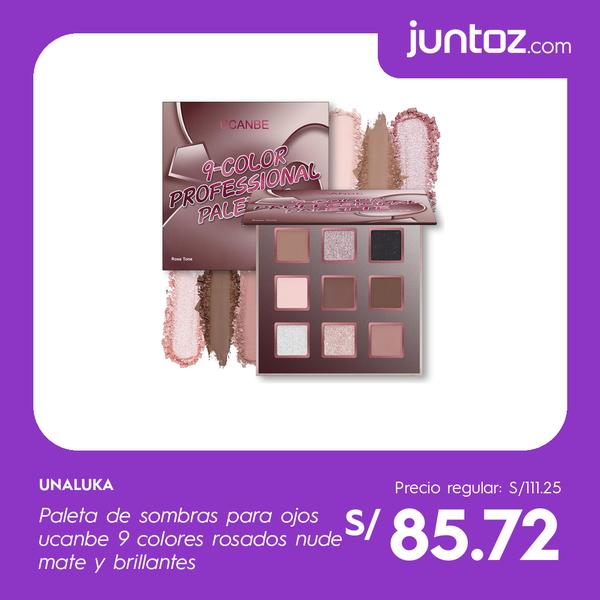 juntoz.com
UCANBE
9-COLOR
PROFESSIONAL
Rose Tone
UNALUKA
Paleta de sombras para ojos
ucanbe 9 colores rosados nude
mate y brillantes
Precio regular: S/111.25
S/ 85.72